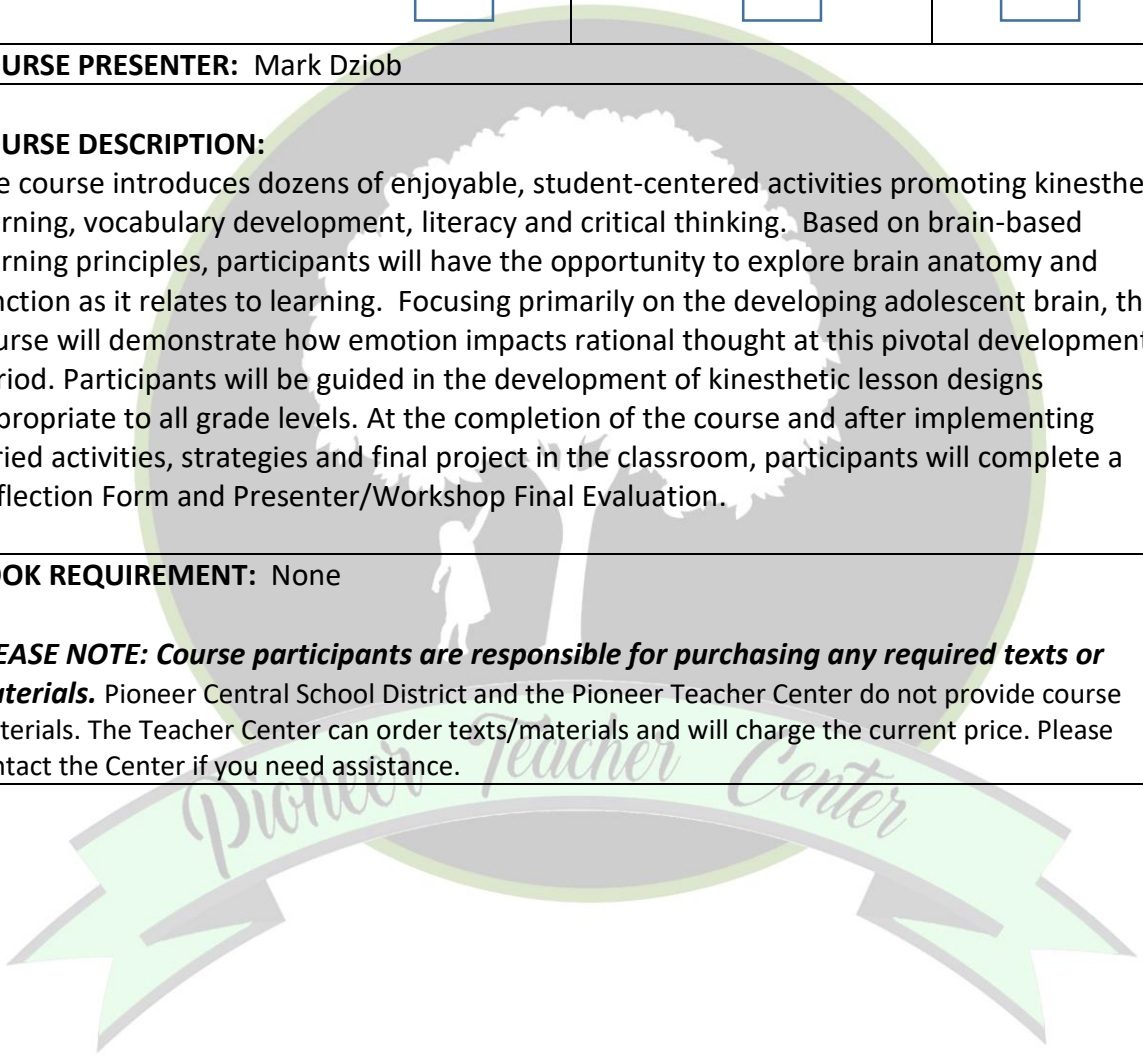 URSE PRESENTER: Mark Dziob
URSE DESCRIPTION:
e course introduces dozens of enjoyable, student-centered activities promoting kinesthe
rning, vocabulary development, literacy and critical thinking. Based on brain-based
rning principles, participants will have the opportunity to explore brain anatomy and
nction as it relates to learning. Focusing primarily on the developing adolescent brain, th
urse will demonstrate how emotion impacts rational thought at this pivotal development
riod. Participants will be guided in the development of kinesthetic lesson designs
propriate to all grade levels. At the completion of the course and after implementing
ried activities, strategies and final project in the classroom, participants will complete a
flection Form and Presenter/Workshop Final Evaluation.
OOK REQUIREMENT: None
EASE NOTE: Course participants are responsible for purchasing any required texts or
aterials. Pioneer Central School District and the Pioneer Teacher Center do not provide course
terials. The Teacher Center can order texts/materials and will charge the current price. Please
ntact the Center if you need assistance.
Pioneer Teacher Center